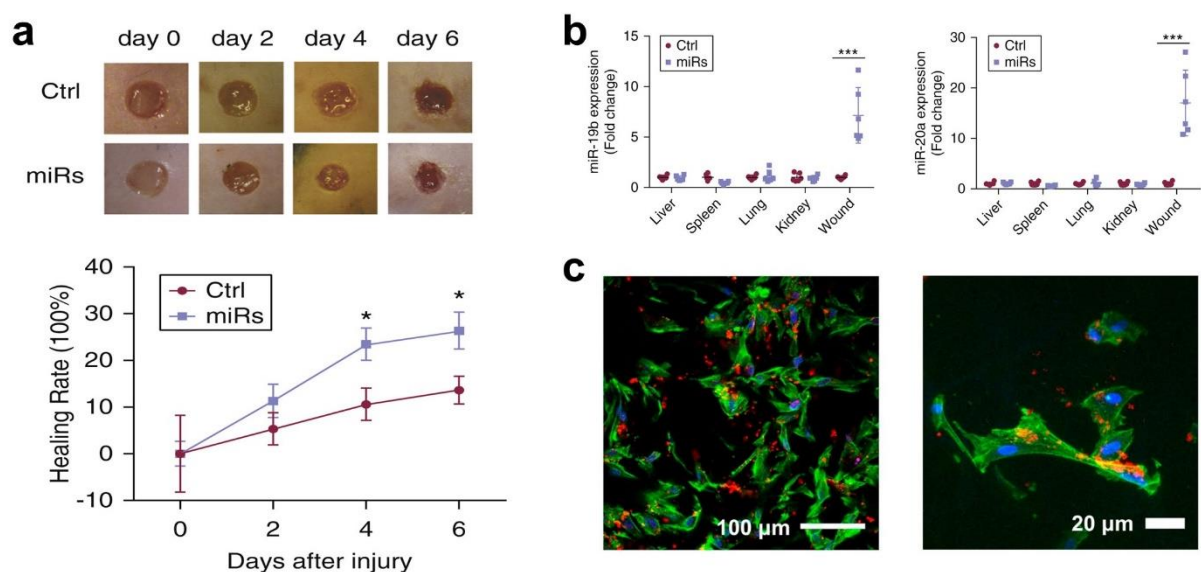 a
day 0 day 2 day 4 day 6
Ctrl
miRs
Healing Rate (100%)
40
30
20
10
0
-10
Ctrl
miRs
*
*
0 2 4 6
Days after injury
b
miR-19b expression
(Fold change)
15
10
5
0
Ctrl
miRs
***
Liver Spleen Lung Kidney Wound
miR-20a expression
(Fold change)
30
20
10
0
Ctrl
miRs
***
Liver Spleen Lung Kidney Wound
c
100 μm
20 μm